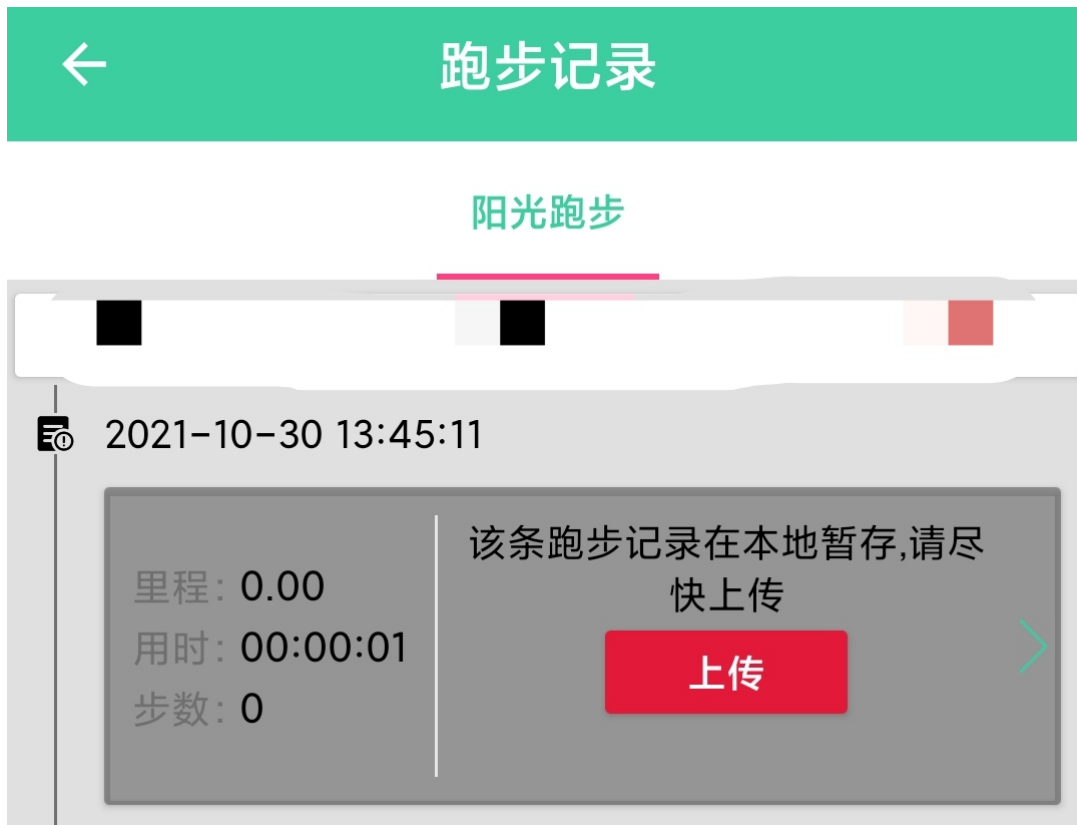 跑步记录
阳光跑步
2021-10-30 13:45:11
里程: 0.00
用时: 00:00:01
步数: 0
该条跑步记录在本地暂存,请尽
快上传
上传